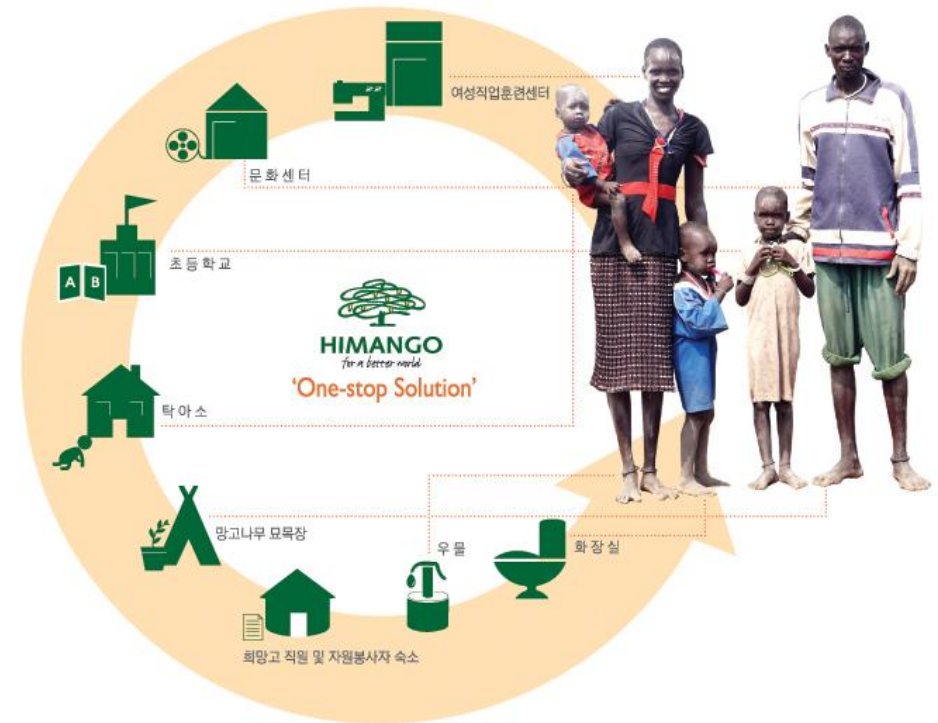 여성직업훈련센터
문화센터
초등학교
A B
HIMANGO
for a better world
'One-stop Solution'
탁아소
망고나무 묘목장
우물
화장실
희망고 직원 및 자원봉사자 숙소